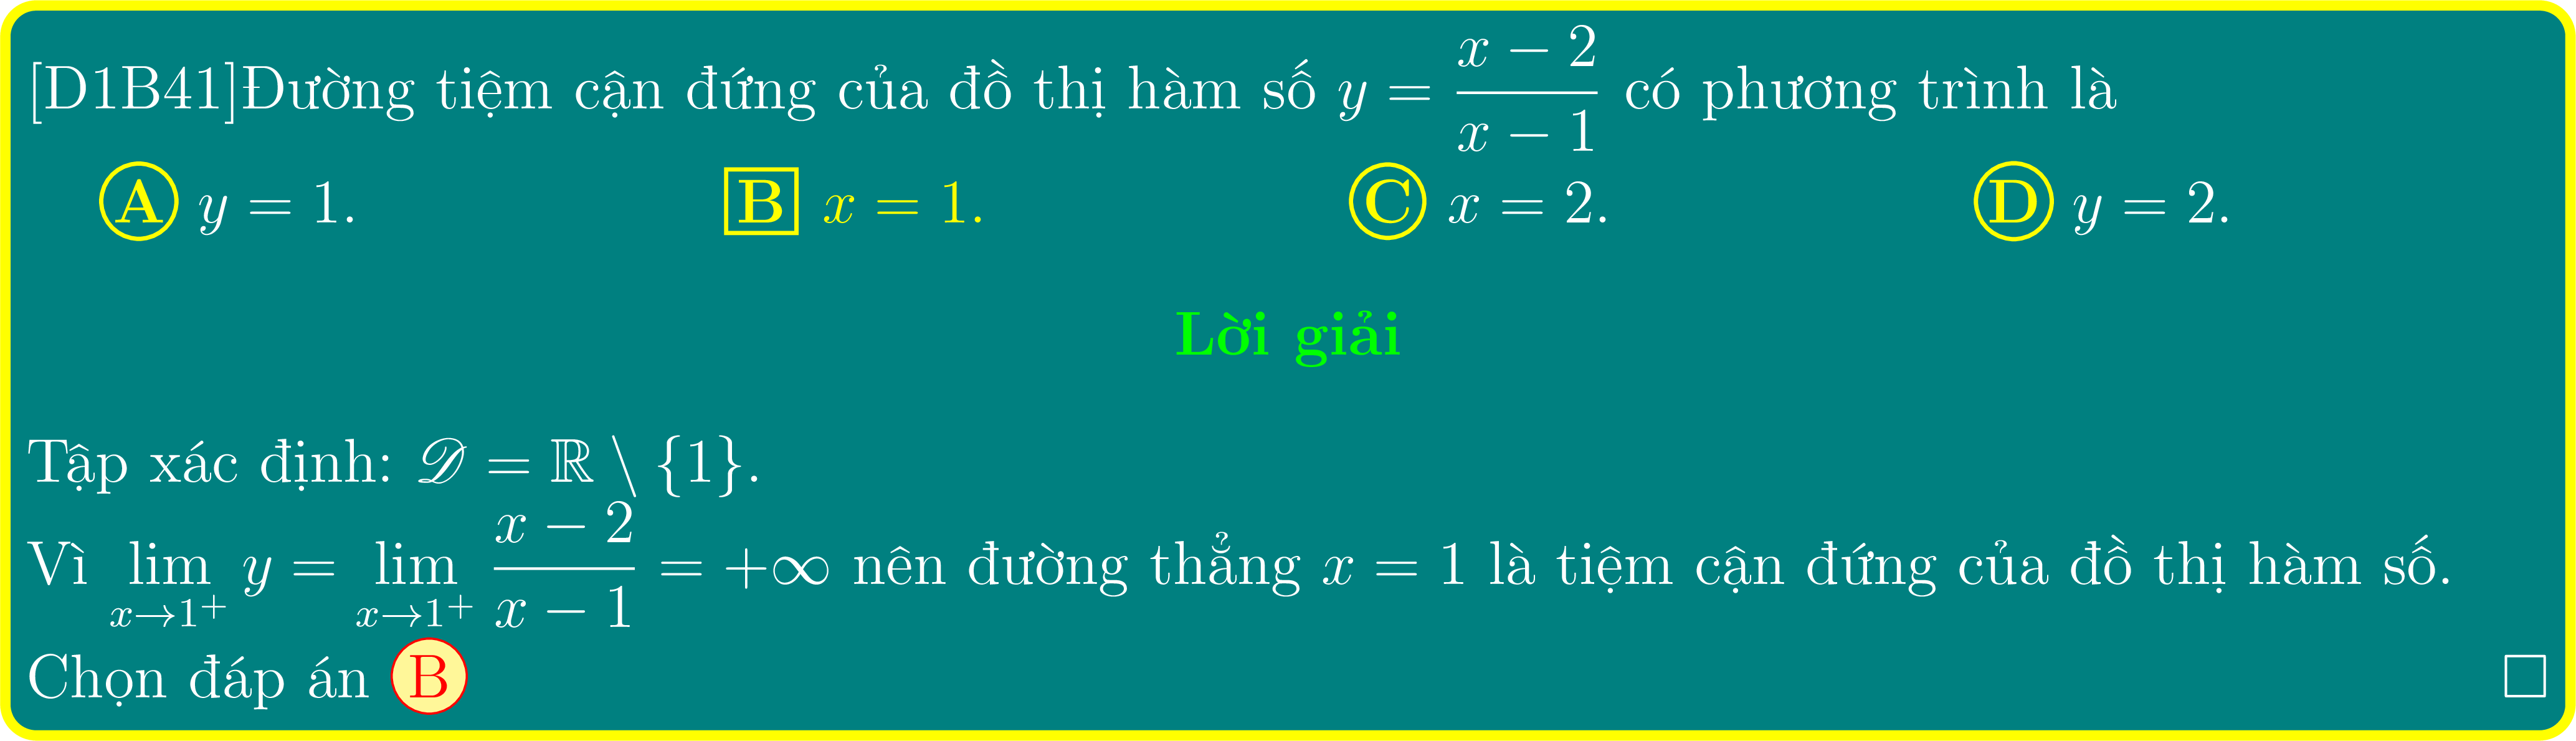 [D1B41]Đường tiệm cận đứng của đồ thị hàm số $y = \dfrac{x-2}{x-1}$ có phương trình là
A y = 1. B x = 1. C x = 2. D y = 2.
Lời giải
Tập xác định: $\mathscr{D} = \mathbb{R} \setminus \{1\}$.
Vì $\lim\limits_{x \to 1^+} y = \lim\limits_{x \to 1^+} \dfrac{x-2}{x-1} = +\infty$ nên đường thẳng $x = 1$ là tiệm cận đứng của đồ thị hàm số.
Chọn đáp án B □